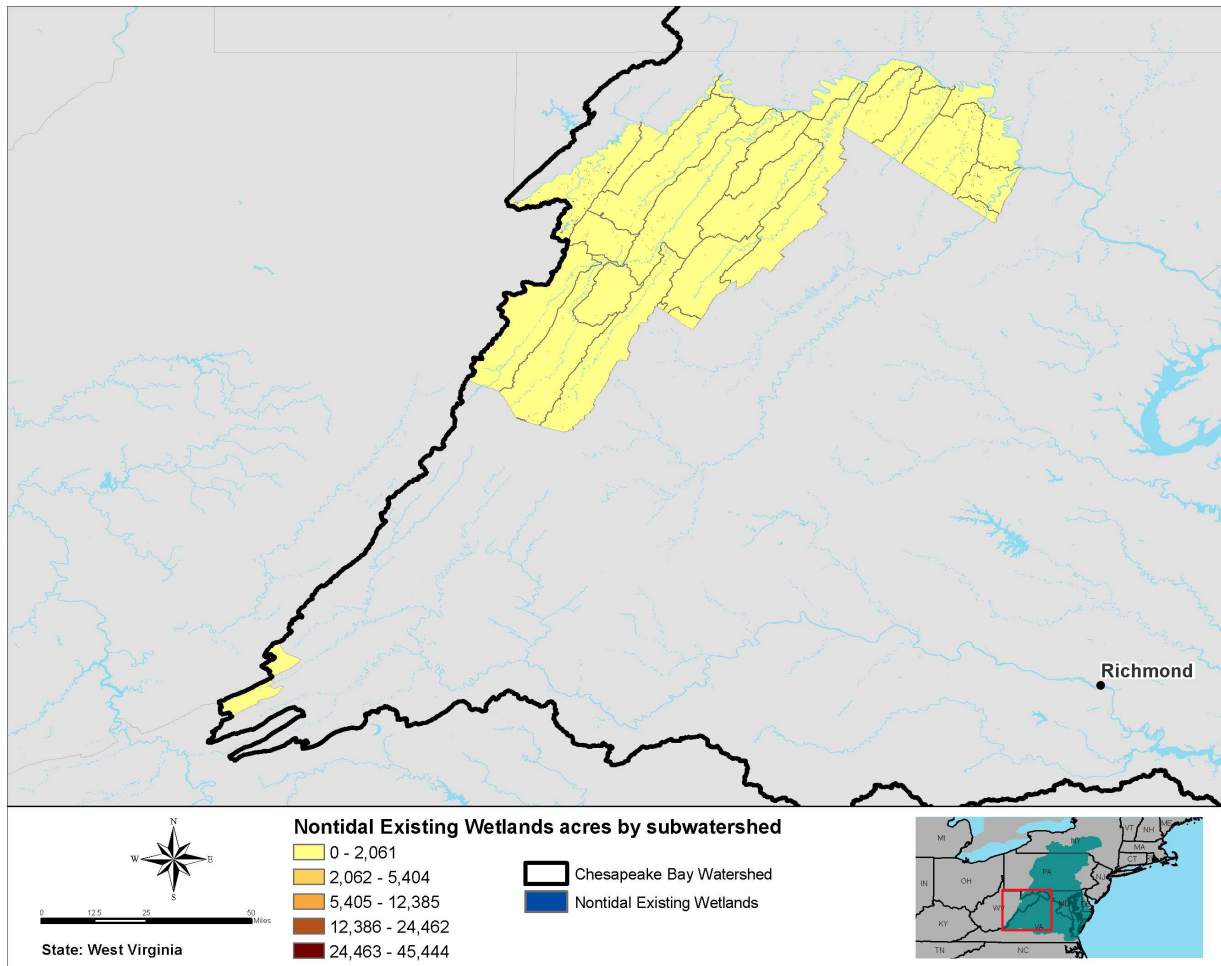 Richmond
N
W
E
S
0
12.5
25
50
Miles
State: West Virginia
Nontidal Existing Wetlands acres by subwatershed
0 - 2,061
2,062 - 5,404
5,405 - 12,385
12,386 - 24,462
24,463 - 45,444
Chesapeake Bay Watershed
Nontidal Existing Wetlands
MI
NY
VT
NH
ME
MA
CT
PA
NJ
IN
OH
WV
MD
DE
KY
VA
TN
NC